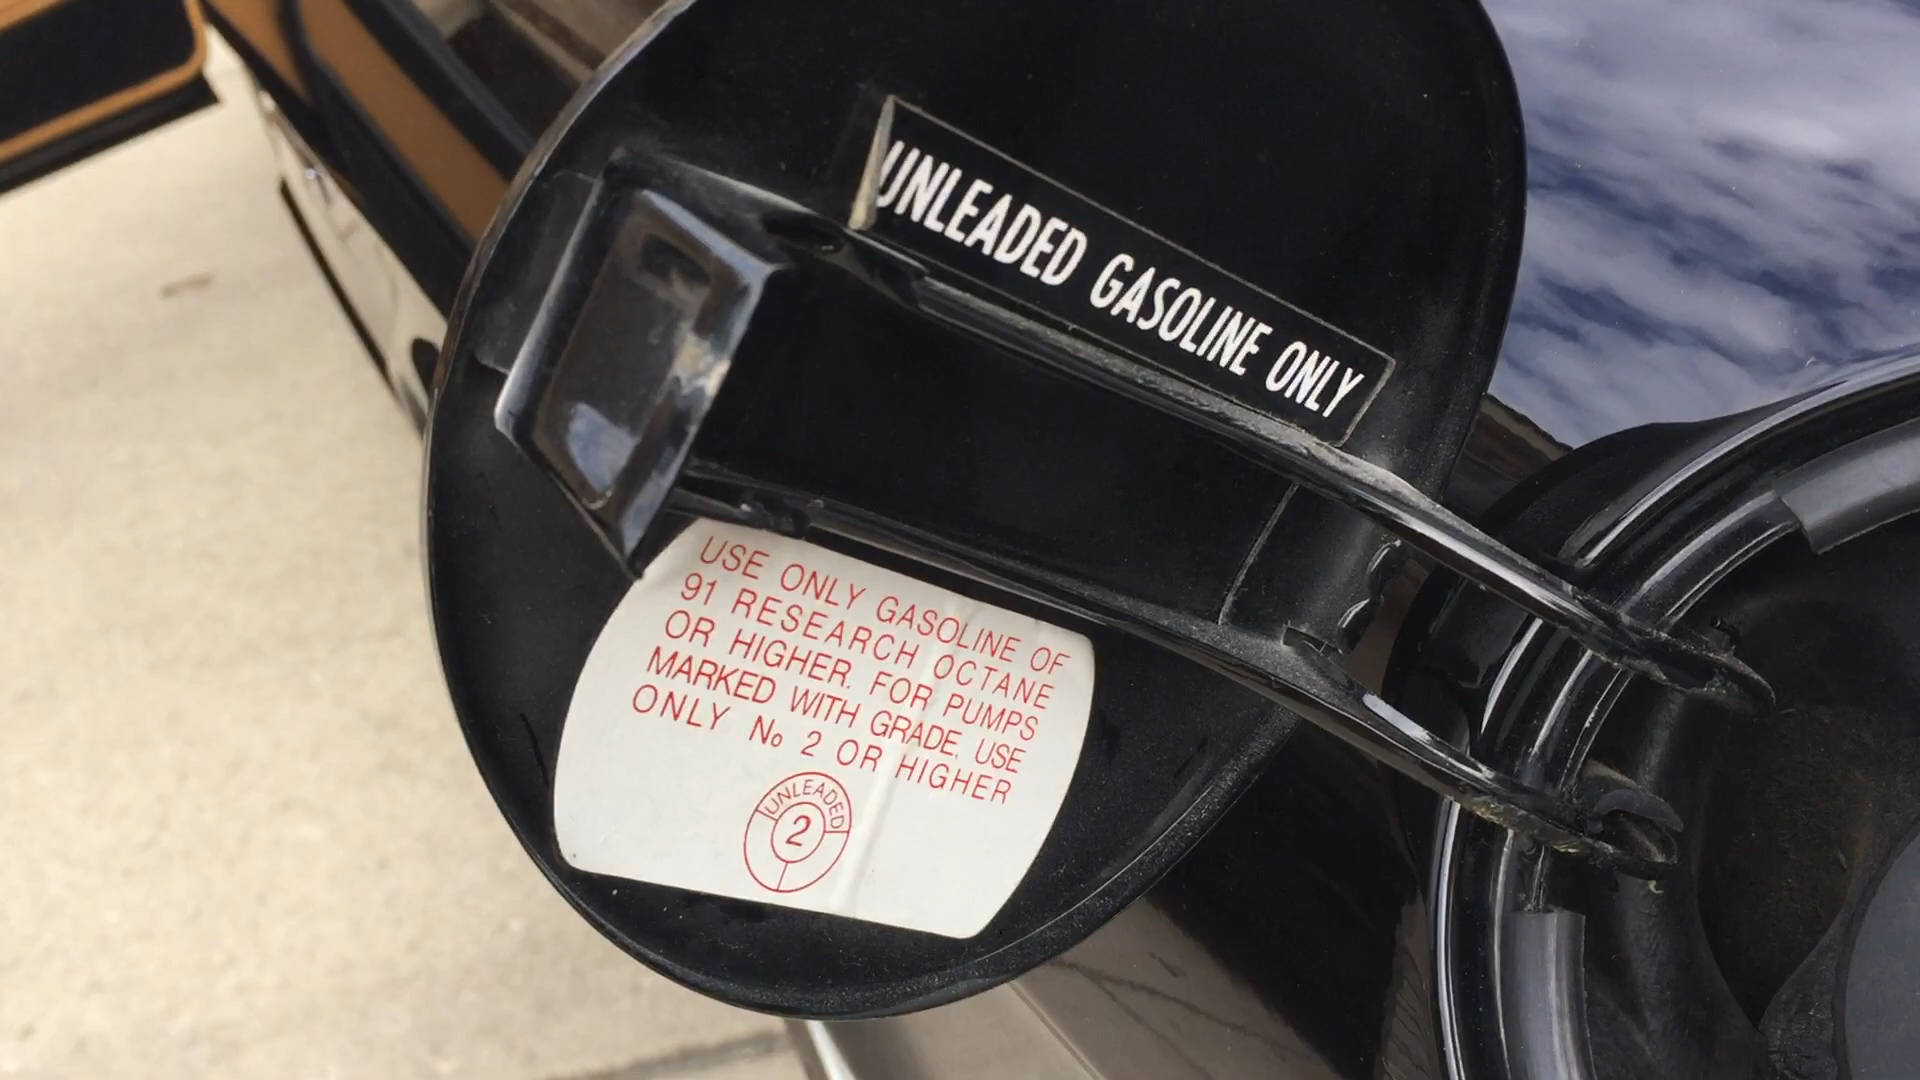 UNLEADED GASOLINE ONLY
USE ONLY GASOLINE OF
91 RESEARCH OCTANE
OR HIGHER. FOR PUMPS
MARKED WITH GRADE, USE
ONLY No 2 OR HIGHER
UNLEADED
2